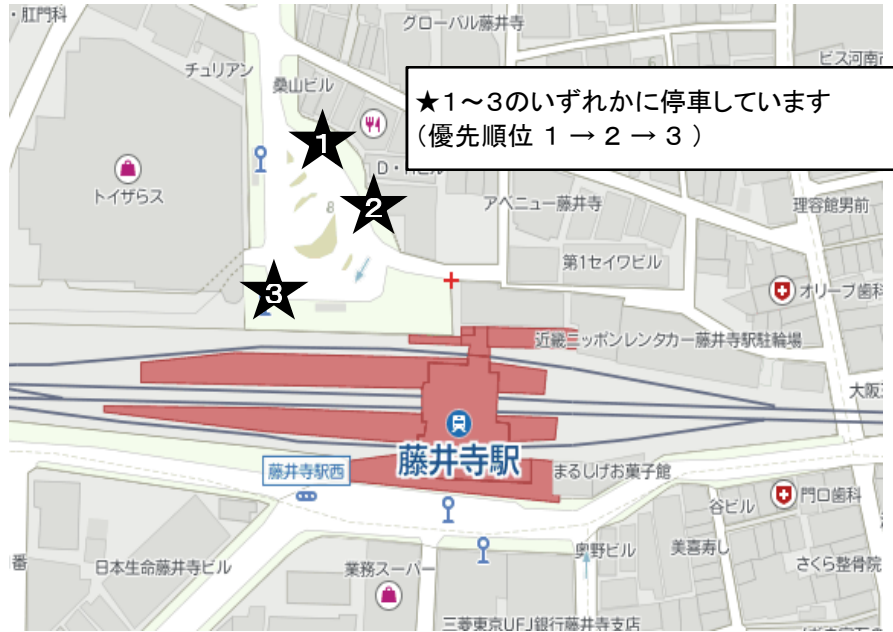 ・肛門科
グローバル藤井寺
チュリアン
ビス河南
桑山ビル
★1～3のいずれかに停車しています
（優先順位 1 → 2 → 3 ）
1
トイザらス
2
8
アベニュー藤井寺
理容館男前
第1セイワビル
3
オリーブ歯科
近畿ニッポンレンタカー藤井寺駅駐輪場
大阪
藤井寺駅
藤井寺駅西
まるしげお菓子館
谷ビル
門口歯科
番
日本生命藤井寺ビル
業務スーパー
奥野ビル
美喜寿し
さくら整骨院
三菱東京UFJ銀行藤井寺支店